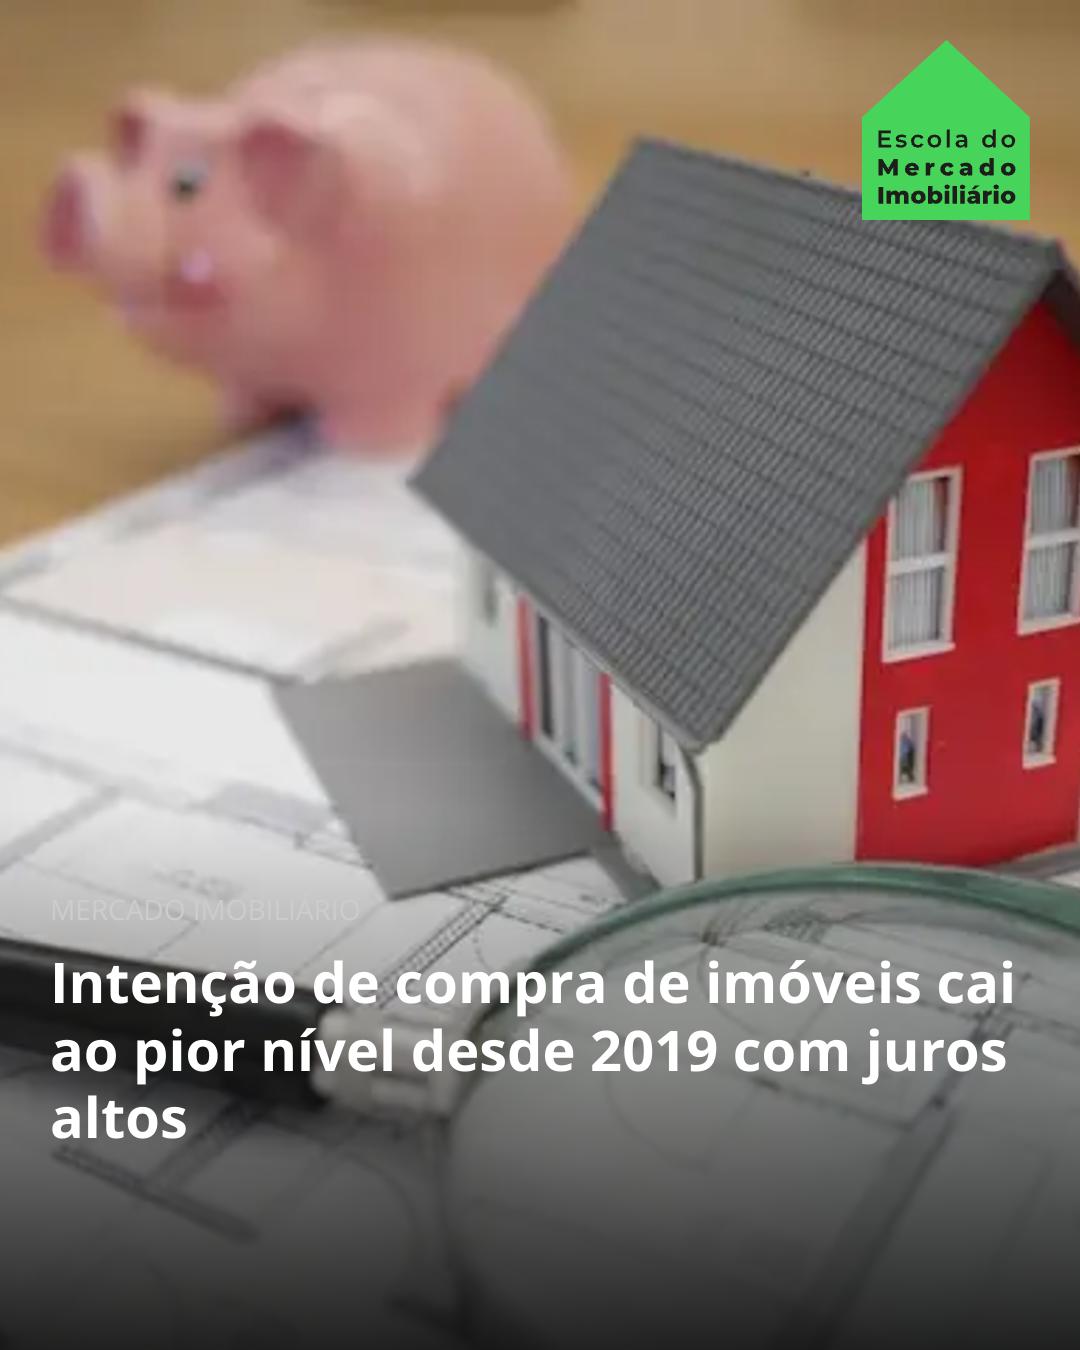 Escola do
Mercado
Imobiliário
MERCADO IMOBILIÁRIO
Intenção de compra de imóveis cai
ao pior nível desde 2019 com juros
altos